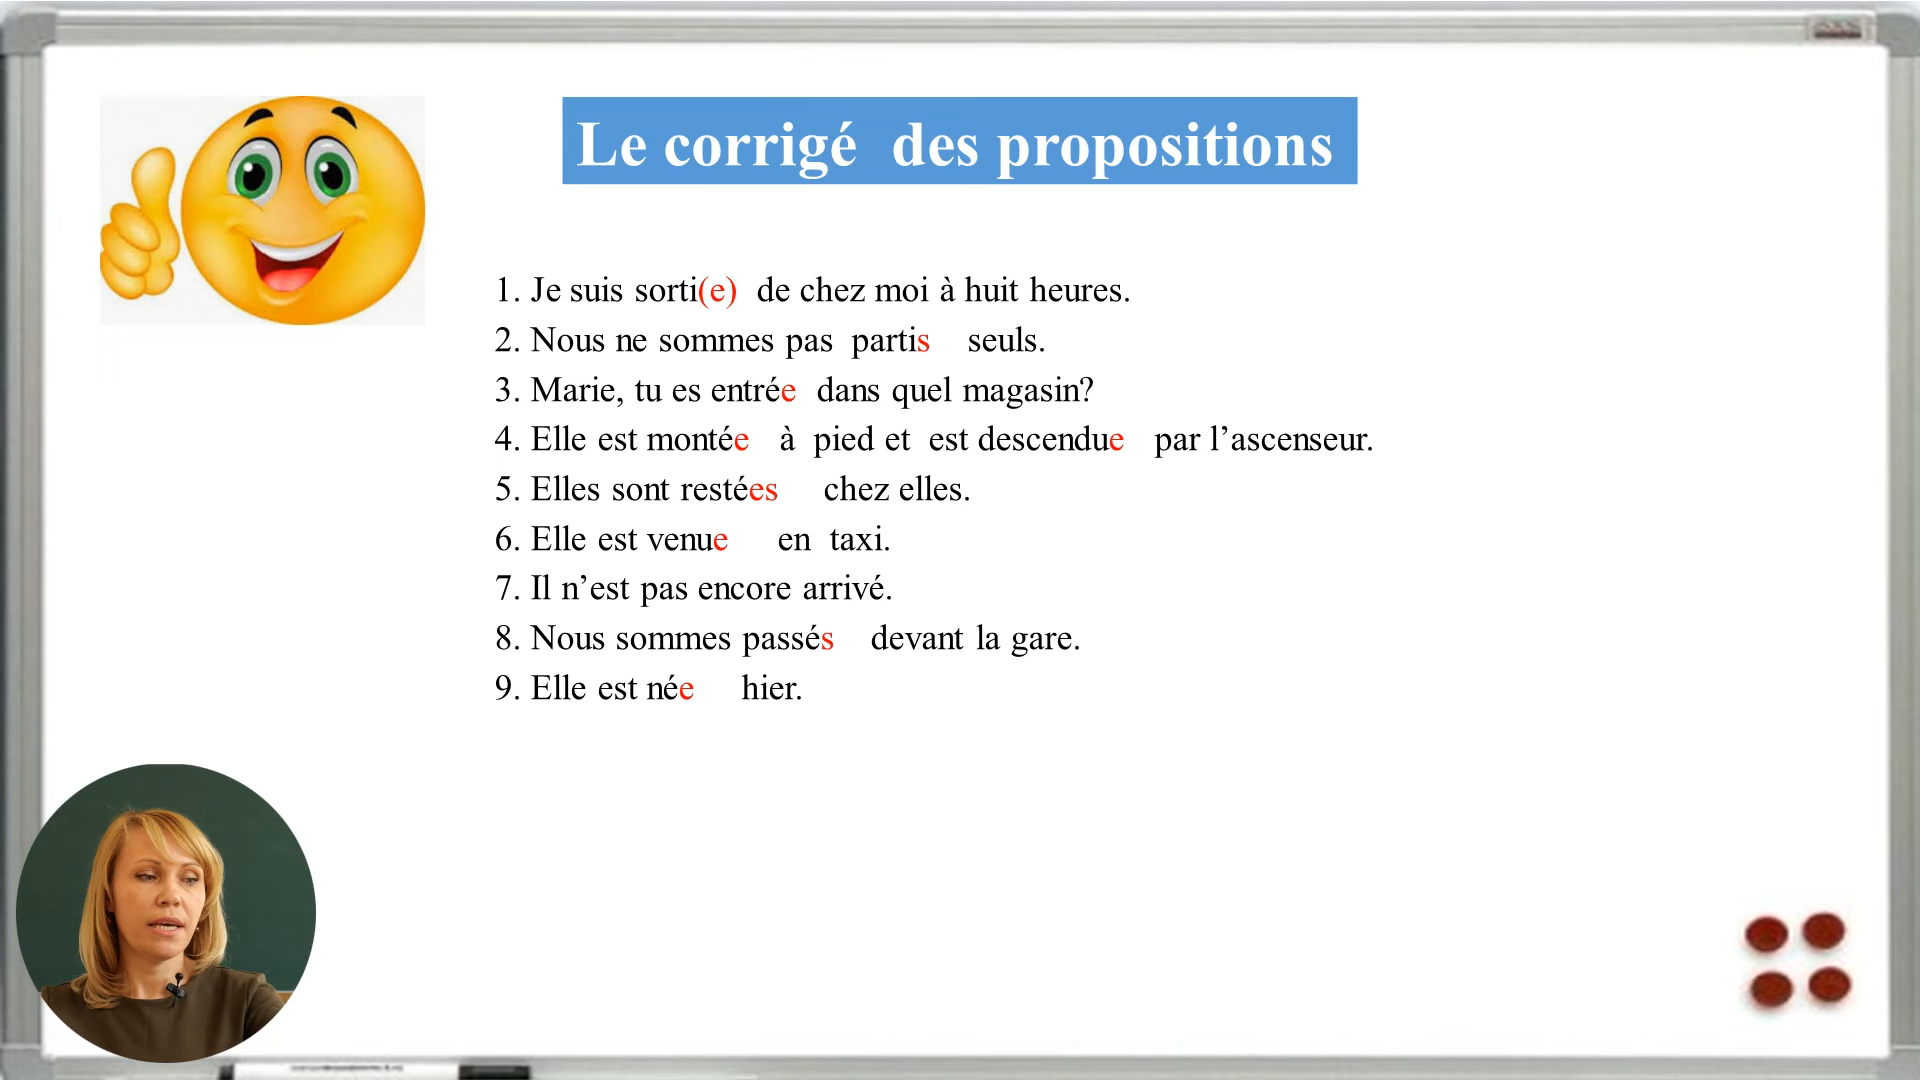 Le corrigé des propositions
1. Je suis sorti(e) de chez moi à huit heures.
2. Nous ne sommes pas partis seuls.
3. Marie, tu es entrée dans quel magasin?
4. Elle est montée à pied et est descendue par l’ascenseur.
5. Elles sont restées chez elles.
6. Elle est venue en taxi.
7. Il n’est pas encore arrivé.
8. Nous sommes passés devant la gare.
9. Elle est née hier.